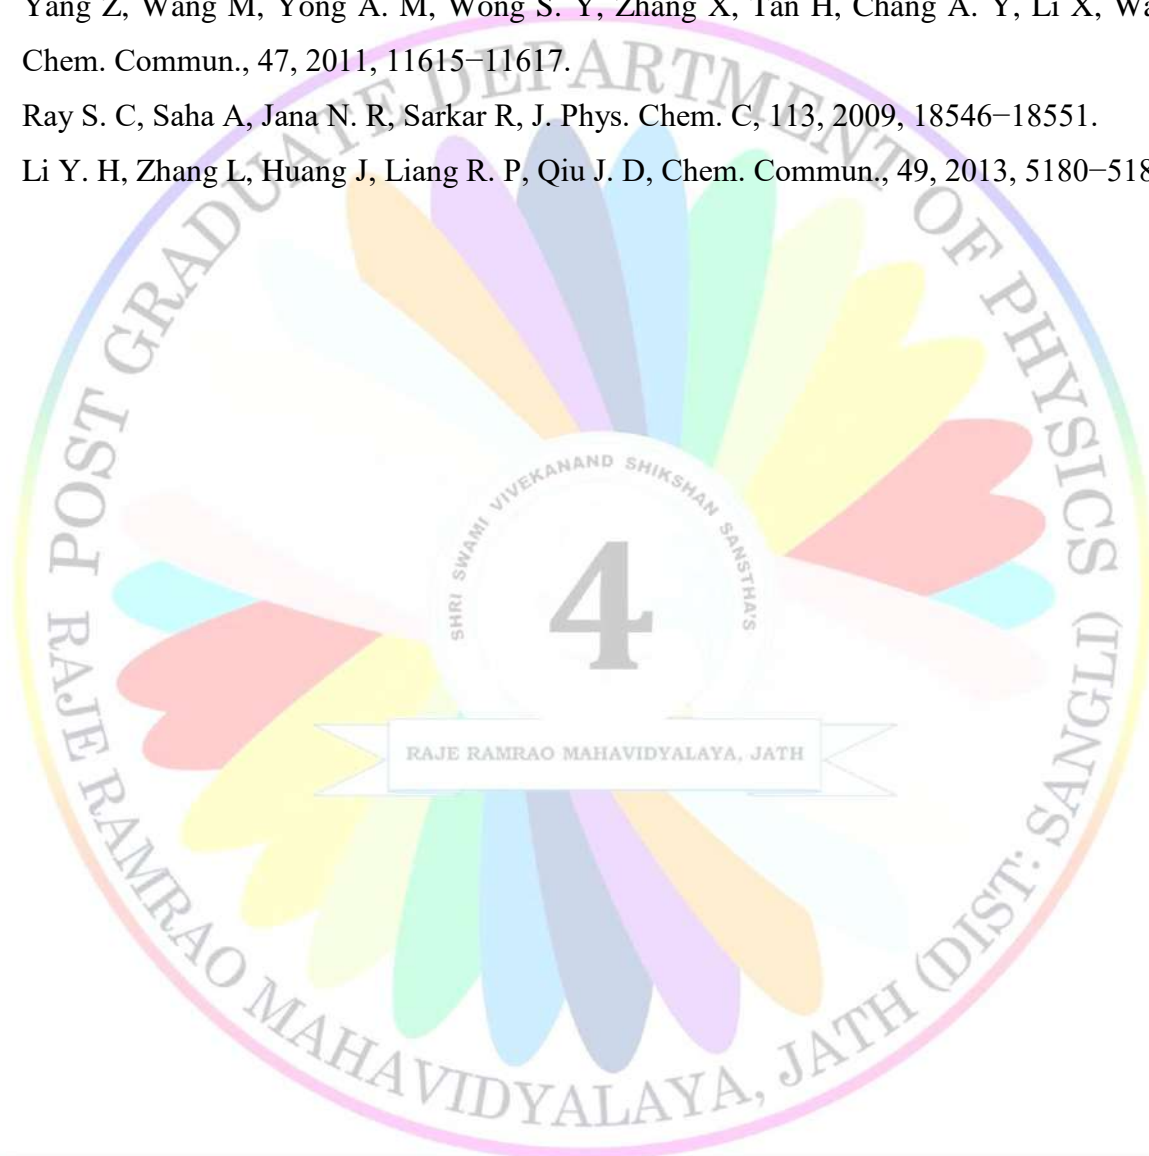 Yang Z, Wang M, Yong A. M, Wong S. Y, Zhang X, Tan H, Chang A. Y, Li X,
Chem. Commun., 47, 2011, 11615−11617.
Ray S. C, Saha A, Jana N. R, Sarkar R, J. Phys. Chem. C, 113, 2009, 18546−18551.
Li Y. H, Zhang L, Huang J, Liang R. P, Qiu J. D, Chem. Commun., 49, 2013, 5180−518
POST GRADUATE DEPARTMENT OF PHYSICS
SHRI SWAMI VIVEKANAND SHIKSHAN SANSTHA'S
4
RAJE RAMRAO MAHAVIDYALAYA, JATH
RAJE RAMRAO MAHAVIDYALAYA, JATH (DIST: SANGLI)